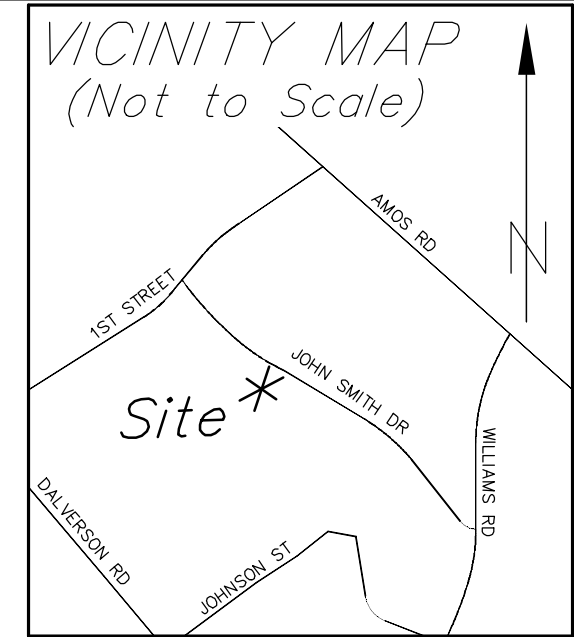 VICINITY MAP
(Not to Scale)
N
AMOS RD
1ST STREET
JOHN SMITH DR
Site
WILLIAMS RD
DALVERSON RD
JOHNSON ST